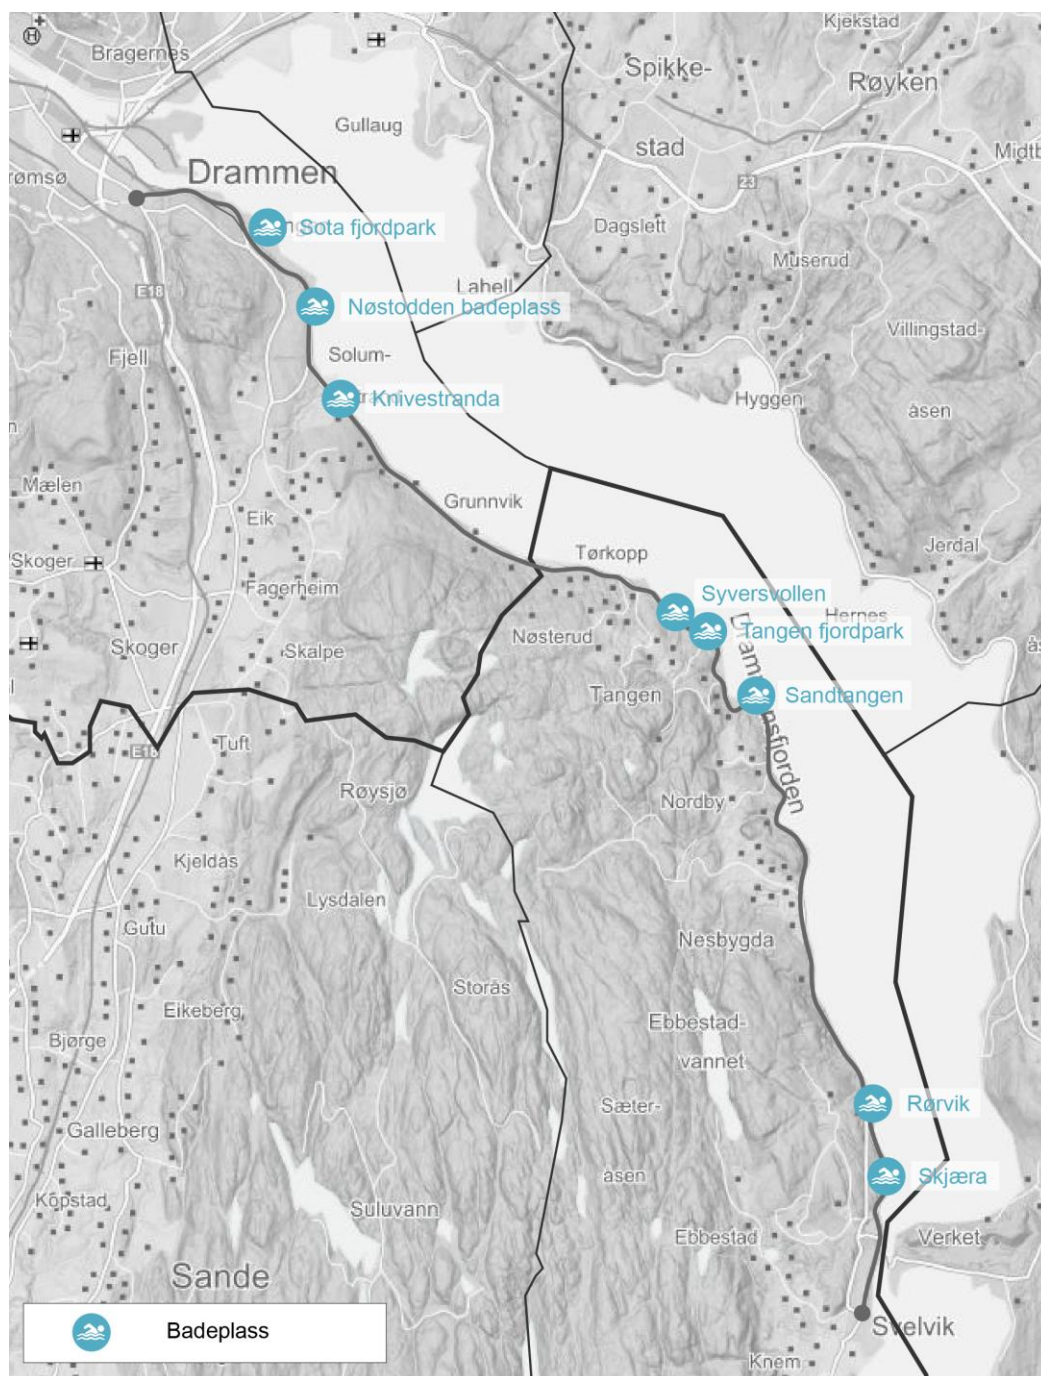 H
Bragernes
Kjekstad
Spikke-
Røyken
Gullaug
stad
Midtb
Drammen
rømsø
23
Sota fjordpark
Dagslett
Muserud
E18
Lahell
Nøstodden badeplass
Villingstad-
Fjell
Solum-
Knivestranda
Hyggen
åsen
Mælen
Grunnvik
Eik
Tørkopp
Jerdal
Skoger
Fagerheim
Syversvollen
Hernes
Tangen fjordpark
Nøsterud
Skoger
Skalpe
Tangen
Sandtangen
Tuft
E18
Røysjø
Nordby
Kjeldås
Lysdalen
Gutu
Nesbygda
Storås
Eikeberg
Ebbestad-
Bjørge
vannet
Sæter-
Rørvik
Galleberg
åsen
Skjæra
Kopstad
Suluvann
Ebbestad
Verket
Sande
Badeplass
Svelvik
Knem